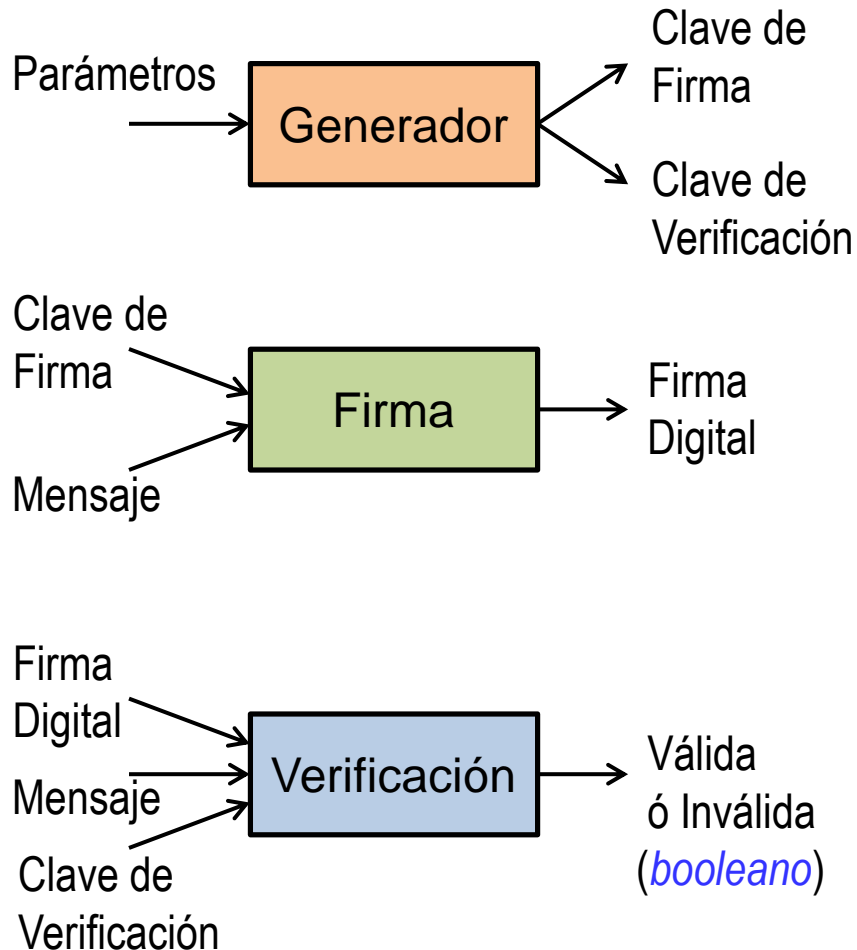 Parámetros
Generador
Clave de
Firma
Clave de
Verificación
Clave de
Firma
Mensaje
Firma
Firma
Digital
Firma
Digital
Mensaje
Clave de
Verificación
Verificación
Válida
ó Inválida
(booleano)